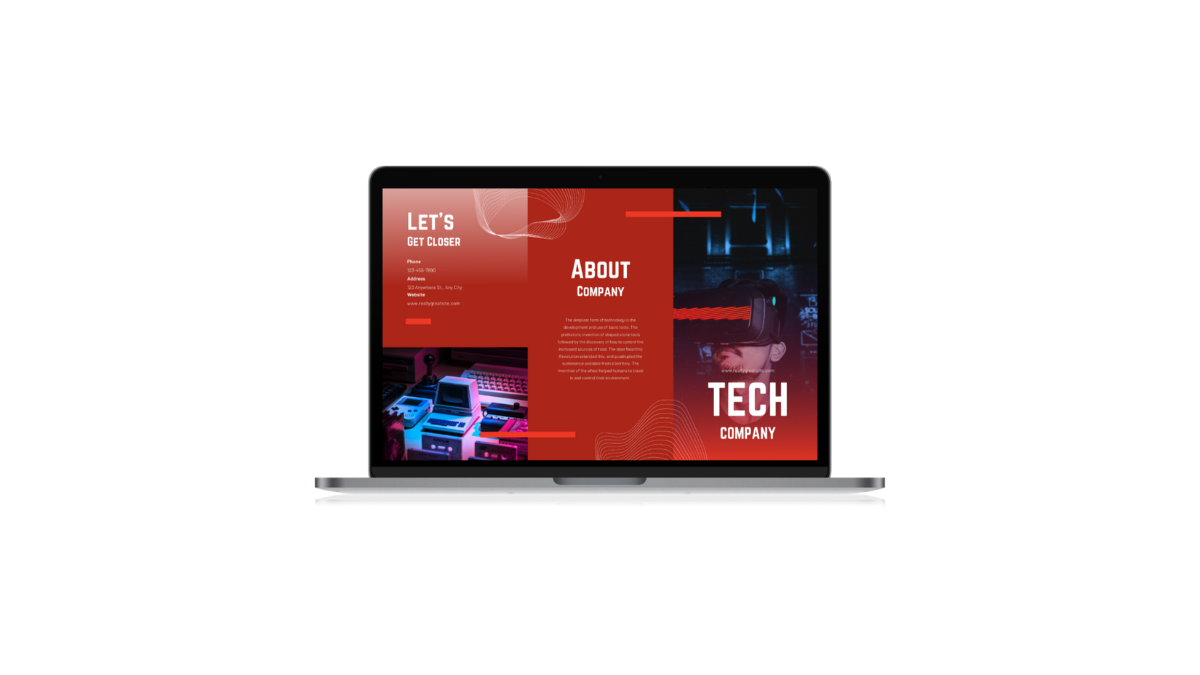 Let's
Get Closer
Phone
123-456-7890
Address
123 Anywhere St., Any City
Website
www.reallygreatsite.com
About
Company
The simplest form of technology is the
development and use of basic tools. The
prehistoric invention of shaped stone tools
followed by the discovery of how to control fire
increased sources of food. The later Neolithic
Revolution extended this, and quadrupled the
sustenance available from a territory. The
invention of the wheel helped humans to travel
in and control their environment.
www.reallygreatsite.com
TECH
COMPANY